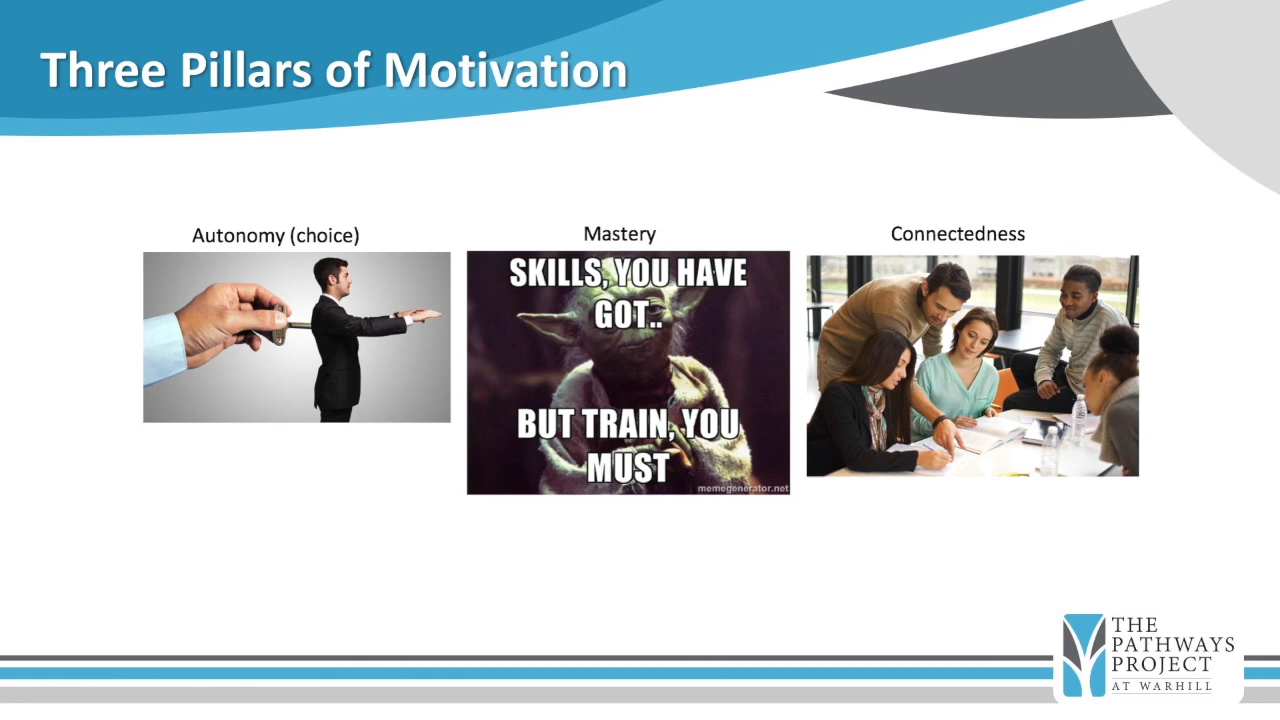 Three Pillars of Motivation
Autonomy (choice)
Mastery
Connectedness
SKILLS, YOU HAVE
GOT..
BUT TRAIN, YOU
MUST
memegenerator.net
THE
PATHWAYS
PROJECT
AT WARHILL